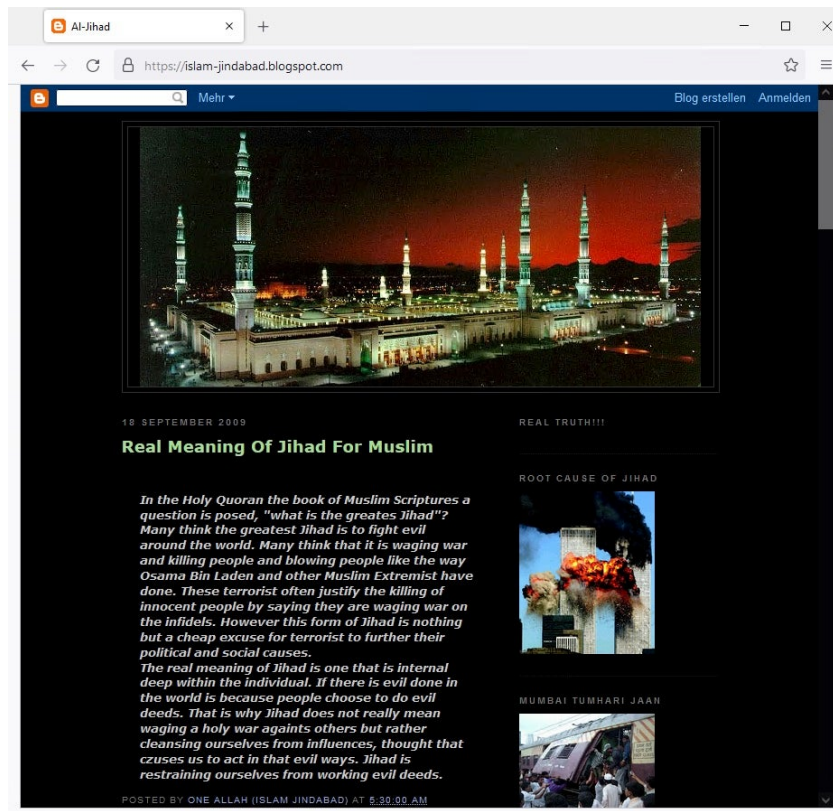 Al-Jihad
https://islam-jindabad.blogspot.com
Mehr
Blog erstellen
Anmelden
18 SEPTEMBER 2009
Real Meaning Of Jihad For Muslim
In the Holy Quoran the book of Muslim Scriptures a
question is posed, "what is the greates Jihad"?
Many think the greatest Jihad is to fight evil
around the world. Many think that it is waging war
and killing people and blowing people like the way
Osama Bin Laden and other Muslim Extremist have
done. These terrorist often justify the killing of
innocent people by saying they are waging war on
the infidels. However this form of Jihad is nothing
but a cheap excuse for terrorist to further their
political and social causes.
The real meaning of Jihad is one that is internal
deep within the individual. If there is evil done in
the world is because people choose to do evil
deeds. That is why Jihad does not really mean
waging a holy war againts others but rather
cleansing ourselves from influences, thought that
czuses us to act in that evil ways. Jihad is
restraining ourselves from working evil deeds.
POSTED BY ONE ALLAH (ISLAM JINDABAD) AT 5:30:00 AM
REAL TRUTH!!!
ROOT CAUSE OF JIHAD
MUMBAI TUMHARI JAAN